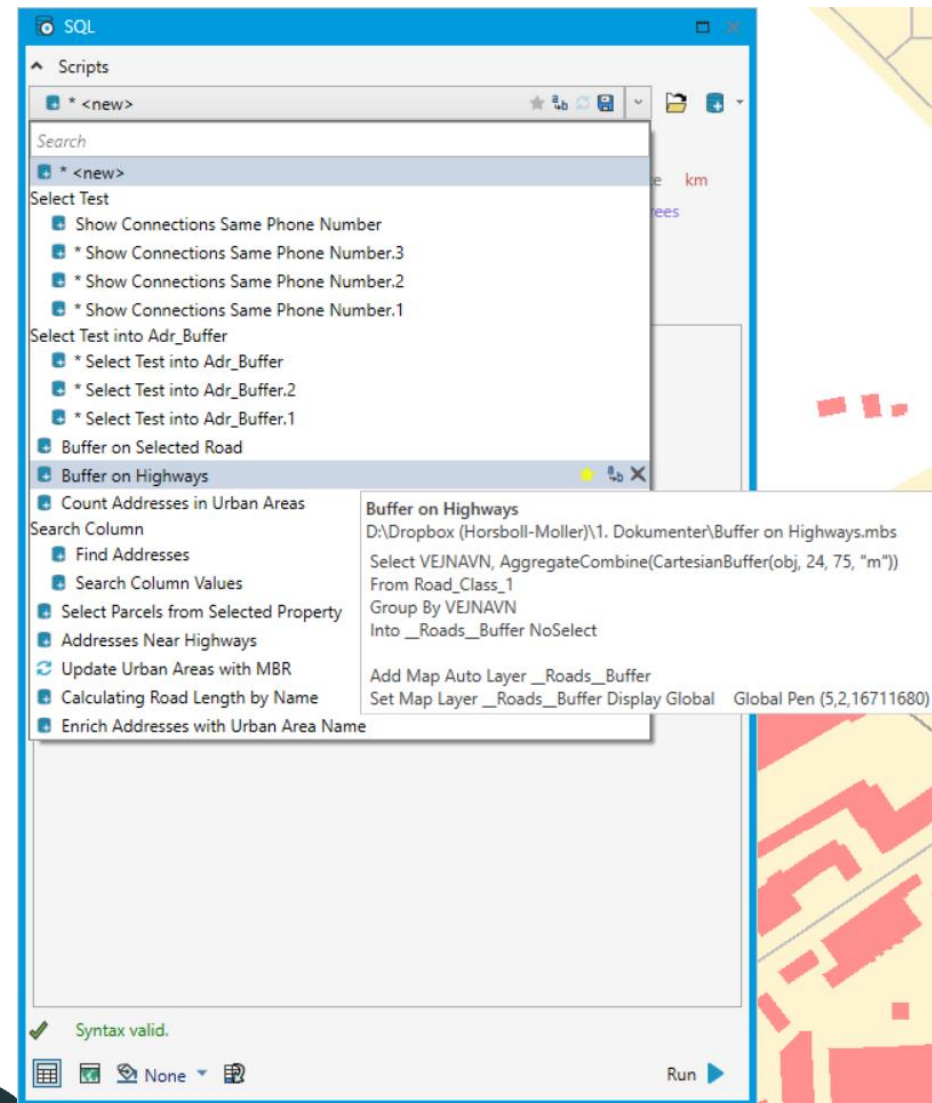 SQL
Scripts
* <new>
Search
* <new>
e km
Select Test
ees
Show Connections Same Phone Number
* Show Connections Same Phone Number.3
* Show Connections Same Phone Number.2
* Show Connections Same Phone Number.1
Select Test into Adr_Buffer
* Select Test into Adr_Buffer
* Select Test into Adr_Buffer.2
* Select Test into Adr_Buffer.1
Buffer on Selected Road
Buffer on Highways
Count Addresses in Urban Areas
Search Column
Find Addresses
Search Column Values
Select Parcels from Selected Property
Addresses Near Highways
Update Urban Areas with MBR
Calculating Road Length by Name
Enrich Addresses with Urban Area Name
Buffer on Highways
D:\Dropbox (Horsboll-Moller)\1. Dokumenter\Buffer on Highways.mbs
Select VEJNAVN, AggregateCombine(CartesianBuffer(obj, 24, 75, "m"))
From Road_Class_1
Group By VEJNAVN
Into __Roads__Buffer NoSelect
Add Map Auto Layer __Roads__Buffer
Set Map Layer __Roads__Buffer Display Global Global Pen (5,2,16711680)
Syntax valid.
None
Run